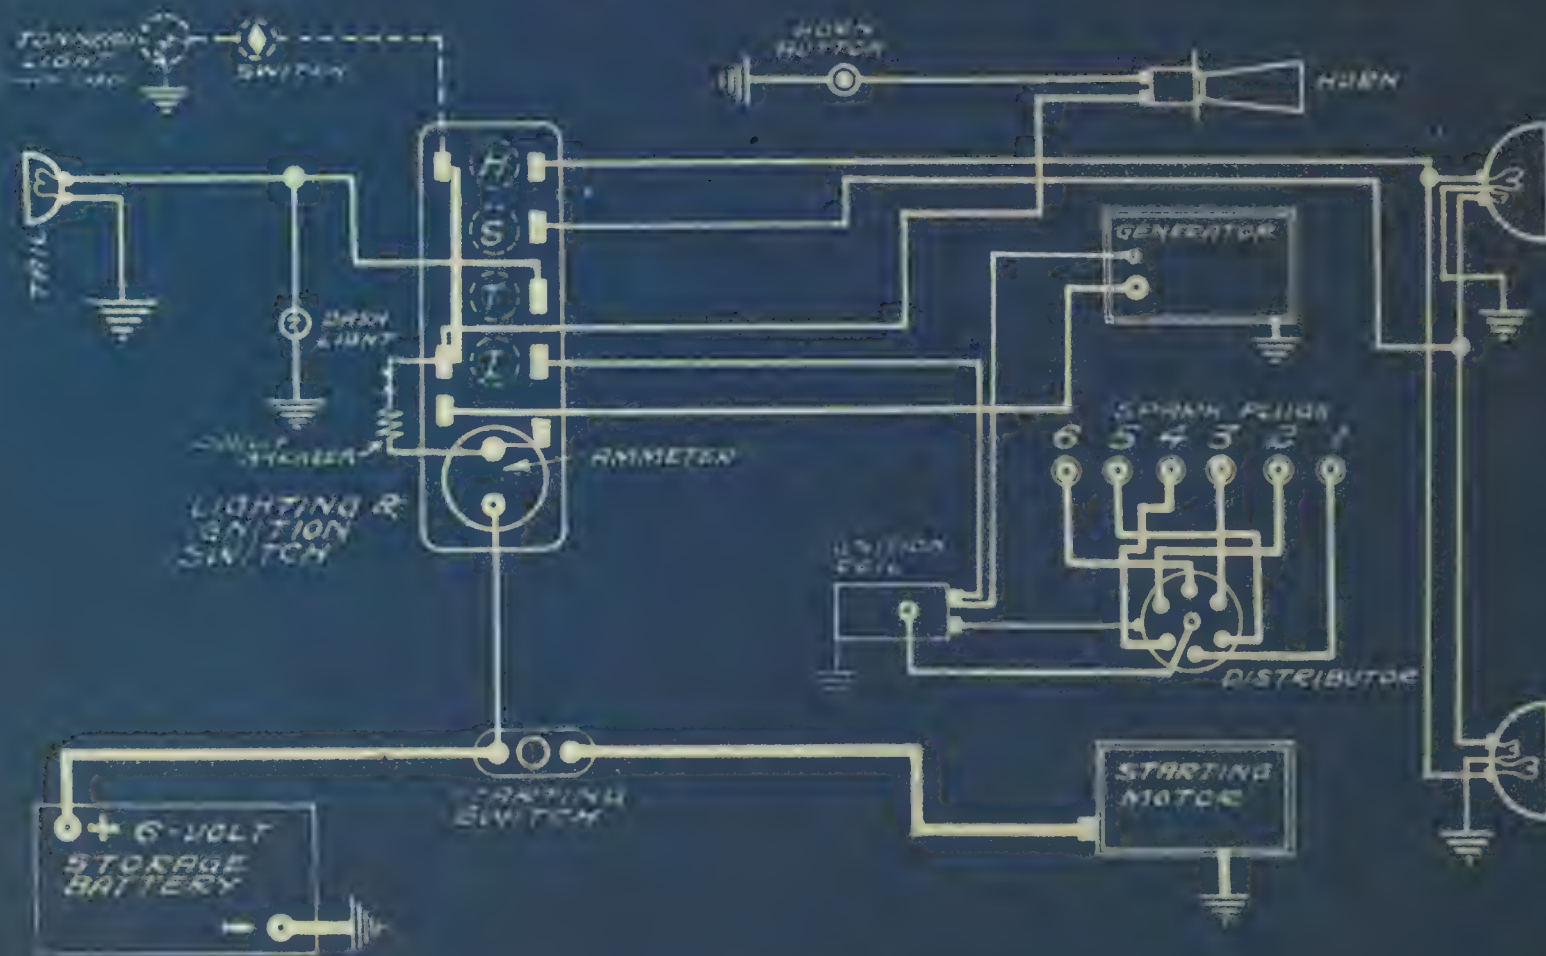 LIGHT
SWITCH
HORN
BUTTON
HORN
H
S
T
I
TAIL
DASH
LIGHT
GENERATOR
SPARK PLUGS
6 5 4 3 2 1
AMMETER
LIGHTING &
IGNITION
SWITCH
IGNITION
COIL
DISTRIBUTOR
STARTING
SWITCH
STARTING
MOTOR
+ 6-VOLT
STORAGE
BATTERY
-